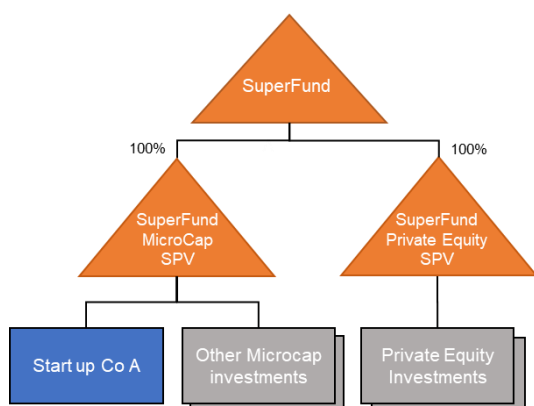 SuperFund
100%
100%
SuperFund
MicroCap
SPV
SuperFund
Private Equity
SPV
Start up Co A
Other Microcap
investments
Private Equity
Investments